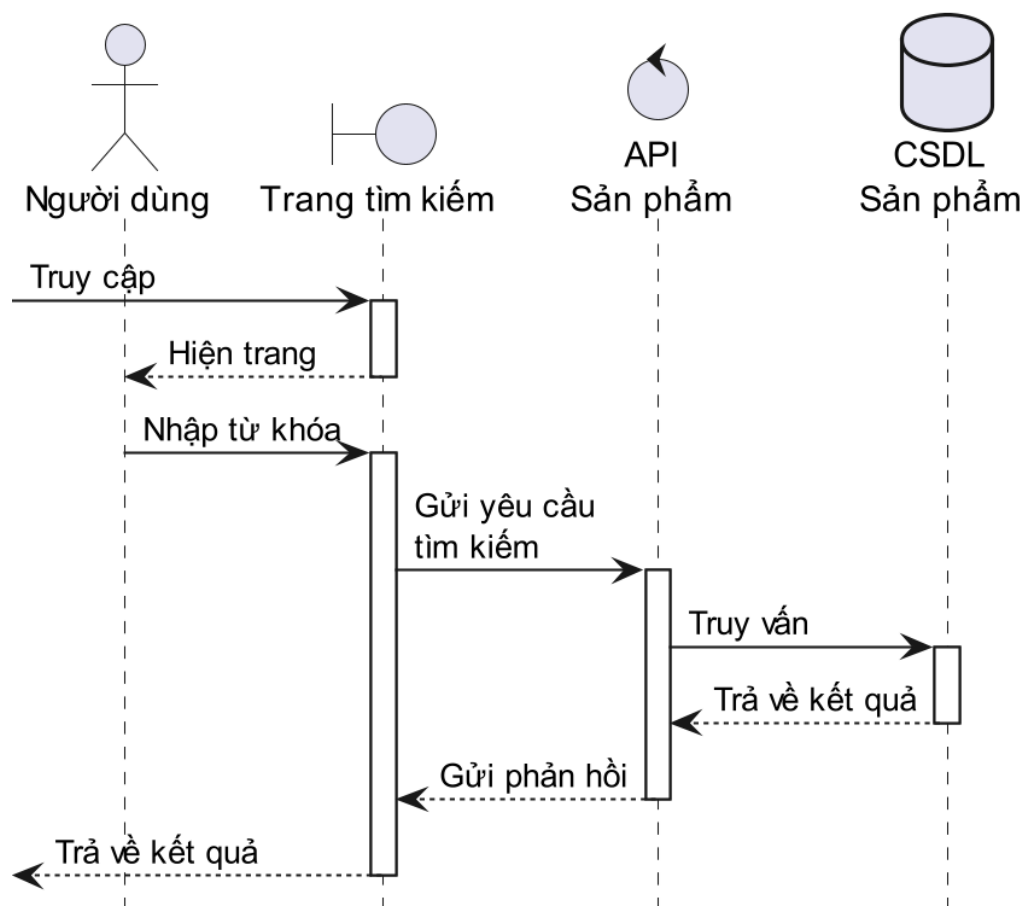 API
CSDL
Người dùng
Trang tìm kiếm
Sản phẩm
Sản phẩm
Truy cập
Hiện trang
Nhập từ khóa
Gửi yêu cầu
tìm kiếm
Truy vấn
Trả về kết quả
Gửi phản hồi
Trả về kết quả